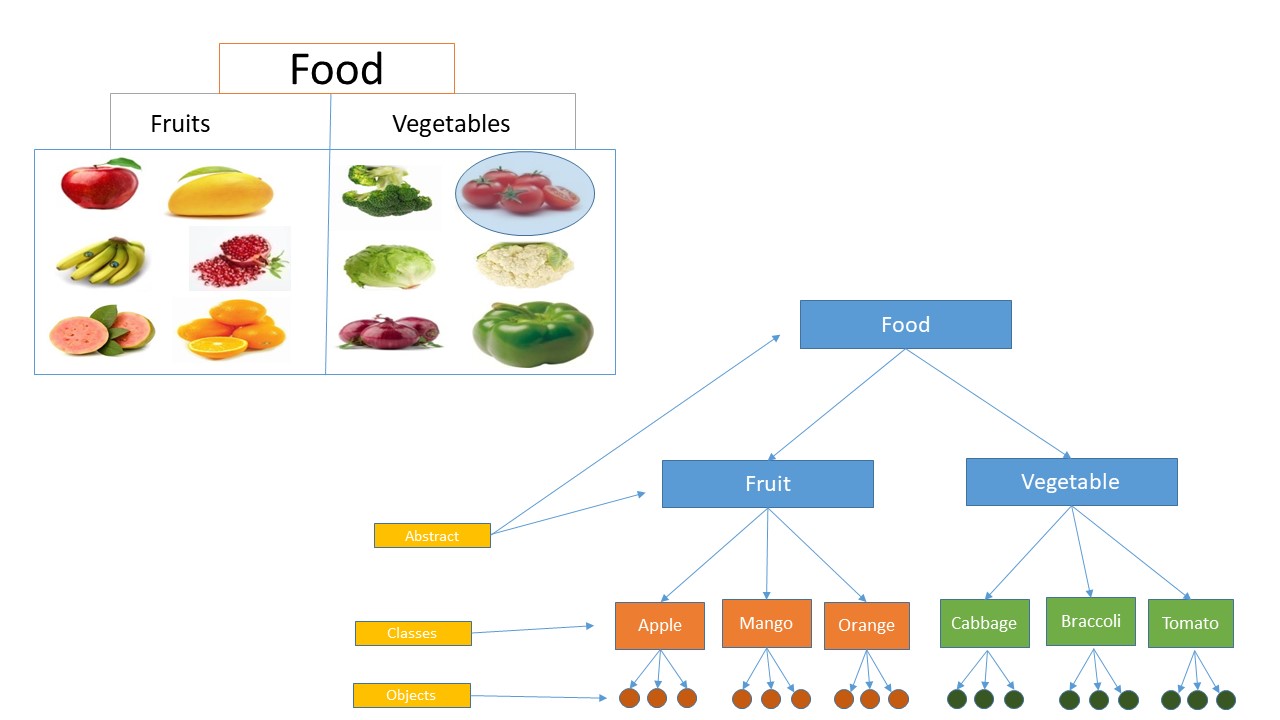 Food
Fruits Vegetables
Food
Fruit Vegetable
Abstract
Classes Apple Mango Orange Cabbage Braccoli Tomato
Objects